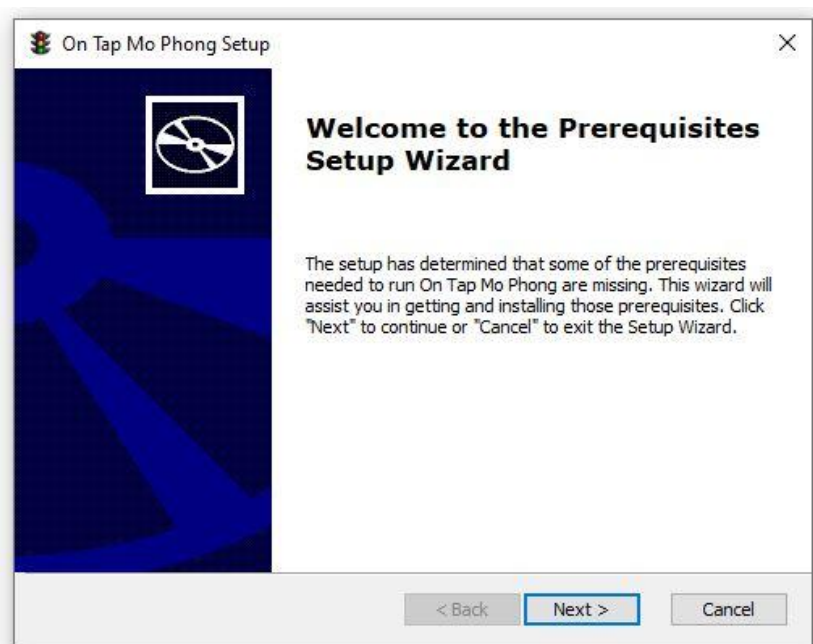 On Tap Mo Phong Setup
Welcome to the Prerequisites
Setup Wizard
The setup has determined that some of the prerequisites
needed to run On Tap Mo Phong are missing. This wizard will
assist you in getting and installing those prerequisites. Click
"Next" to continue or "Cancel" to exit the Setup Wizard.
< Back Next > Cancel